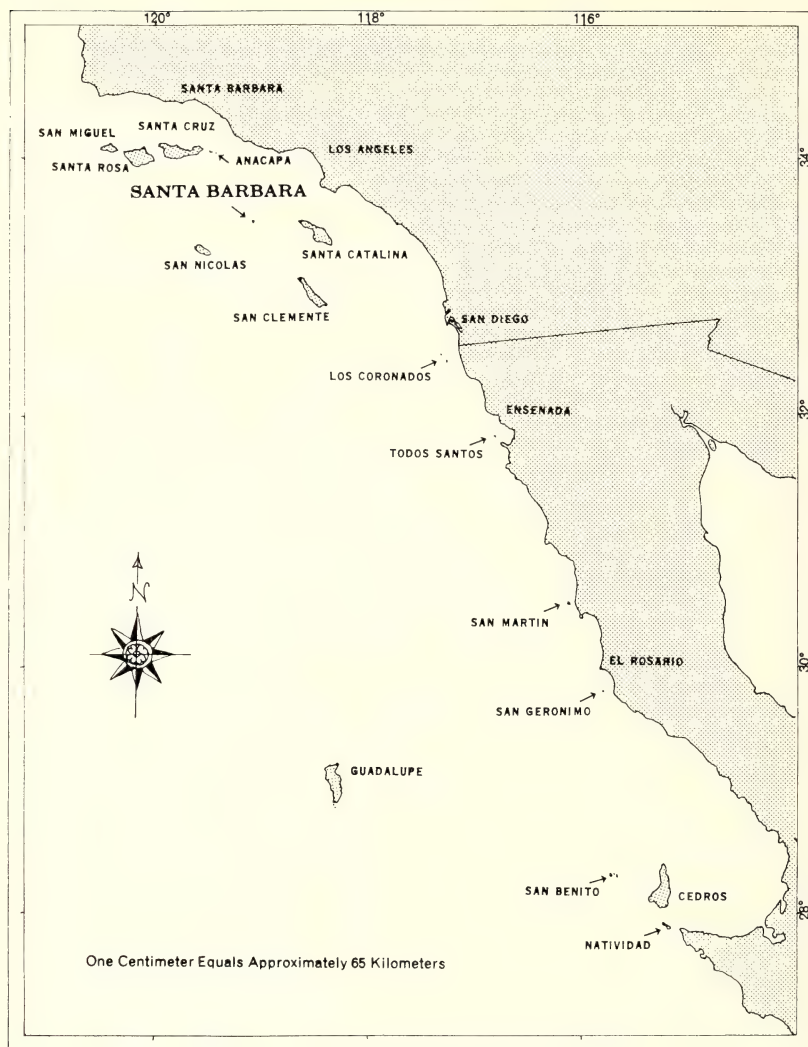 120°
118°
116°
SANTA BARBARA
SAN MIGUEL
SANTA CRUZ
LOS ANGELES
34°
SANTA ROSA
ANACAPA
SANTA BARBARA
SAN NICOLAS
SANTA CATALINA
SAN CLEMENTE
SAN DIEGO
LOS CORONADOS
32°
ENSENADA
TODOS SANTOS
N
SAN MARTIN
EL ROSARIO
30°
SAN GERONIMO
GUADALUPE
SAN BENITO
CEDROS
28°
NATIVIDAD
One Centimeter Equals Approximately 65 Kilometers